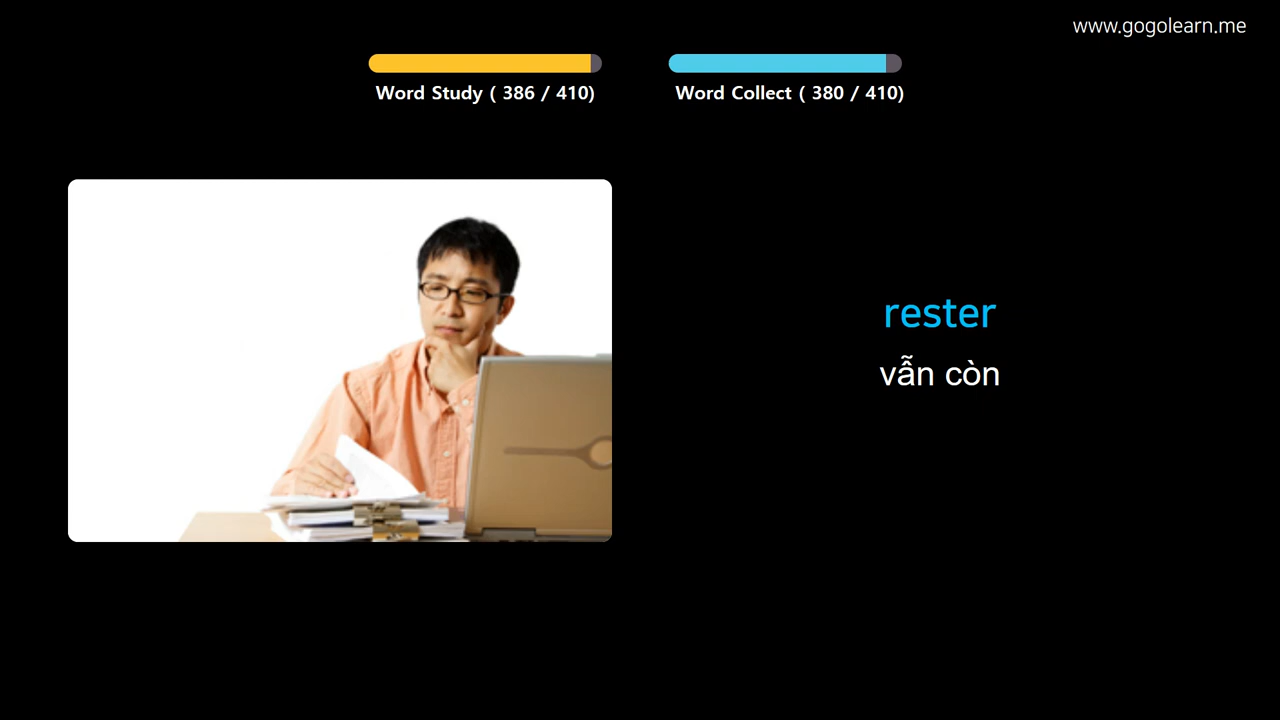 www.gogolearn.me
Word Study ( 386 / 410)
Word Collect ( 380 / 410)
rester
vẫn còn